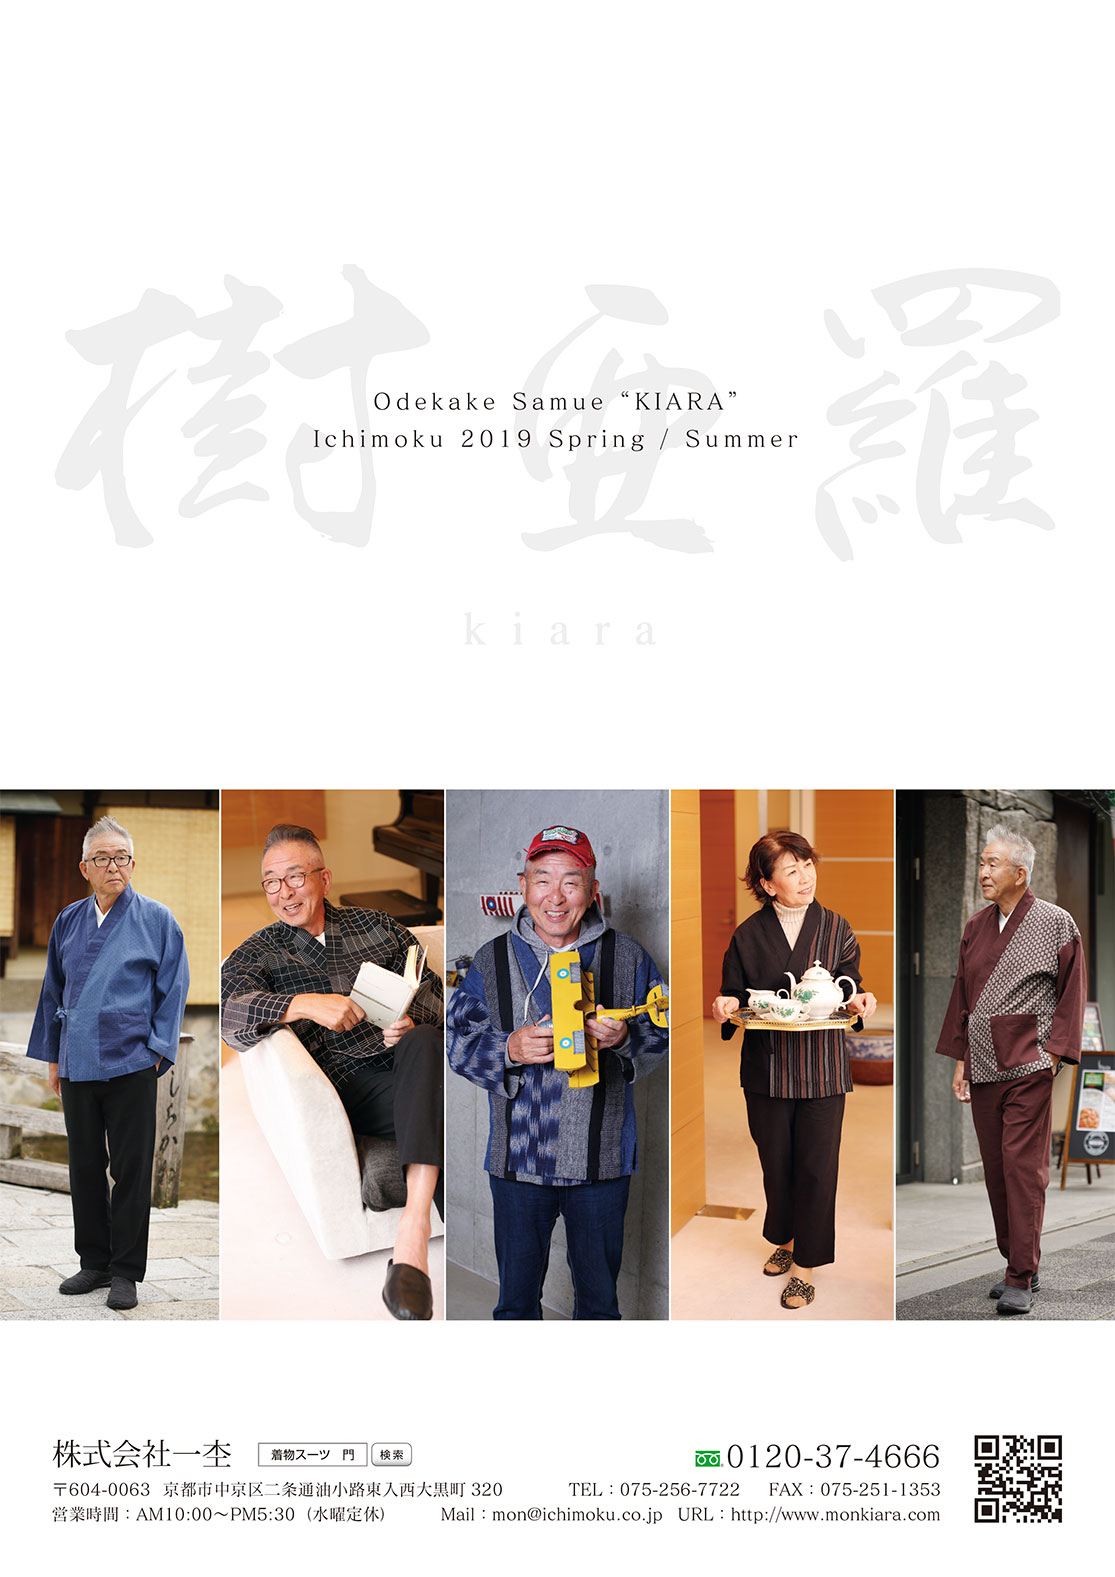 樹亜羅
Odekake Samue “KIARA”
Ichimoku 2019 Spring / Summer
kiara
株式会社一杢
着物スーツ 門 検索
0120-37-4666
〒604-0063 京都市中京区二条通油小路東入西大黒町 320
TEL：075-256-7722 FAX：075-251-1353
営業時間：AM10:00〜PM5:30（水曜定休）
Mail：mon@ichimoku.co.jp URL：http://www.monkiara.com